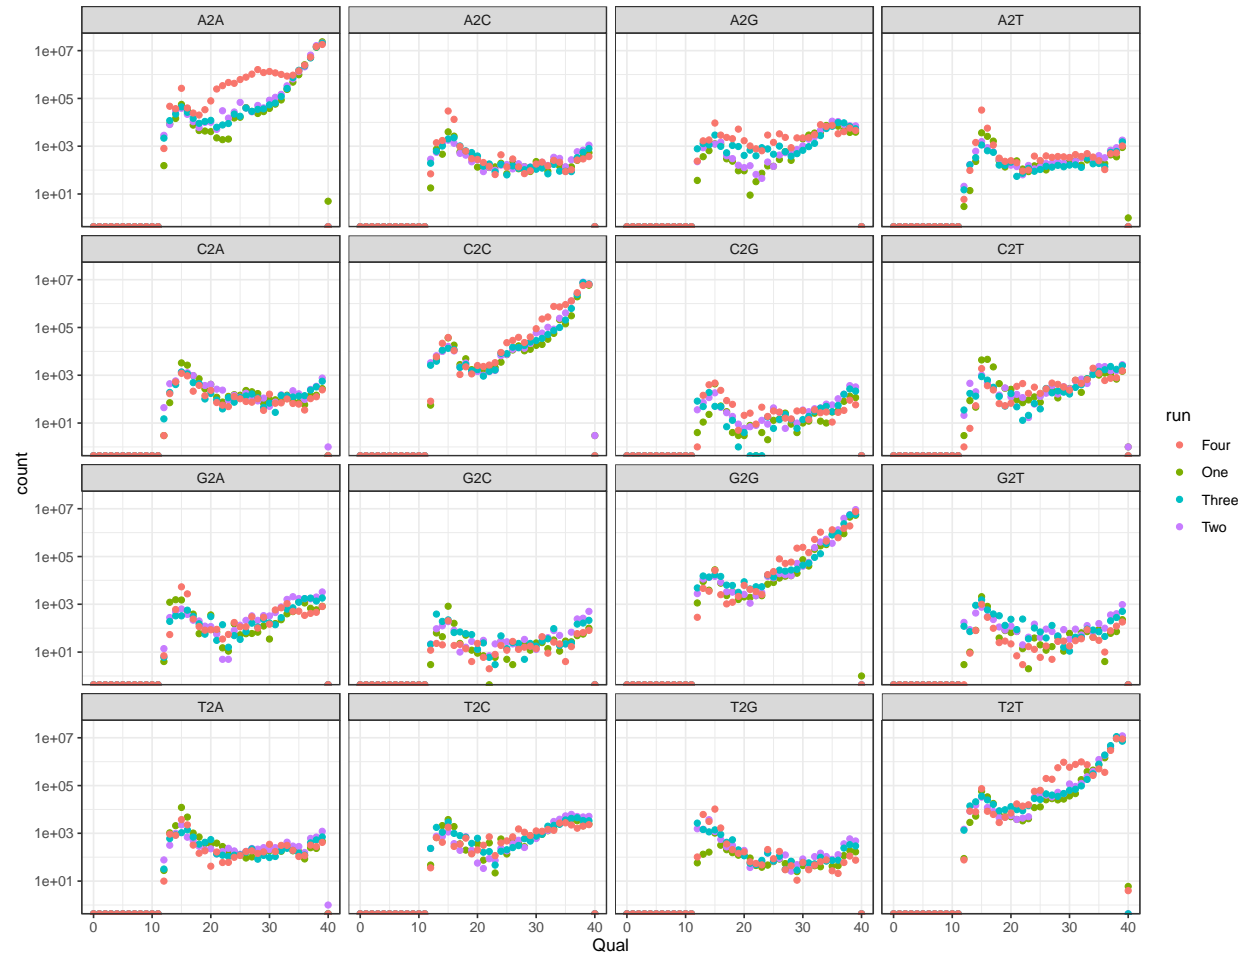 A2A A2C A2G A2T
1e+07
1e+05
1e+03
1e+01
C2A C2C C2G C2T
1e+07
1e+05
1e+03
1e+01
G2A G2C G2G G2T
1e+07
1e+05
1e+03
1e+01
T2A T2C T2G T2T
1e+07
1e+05
1e+03
1e+01
0 10 20 30 40 0 10 20 30 40 0 10 20 30 40 0 10 20 30 40
Qual
count
run
Four
One
Three
Two